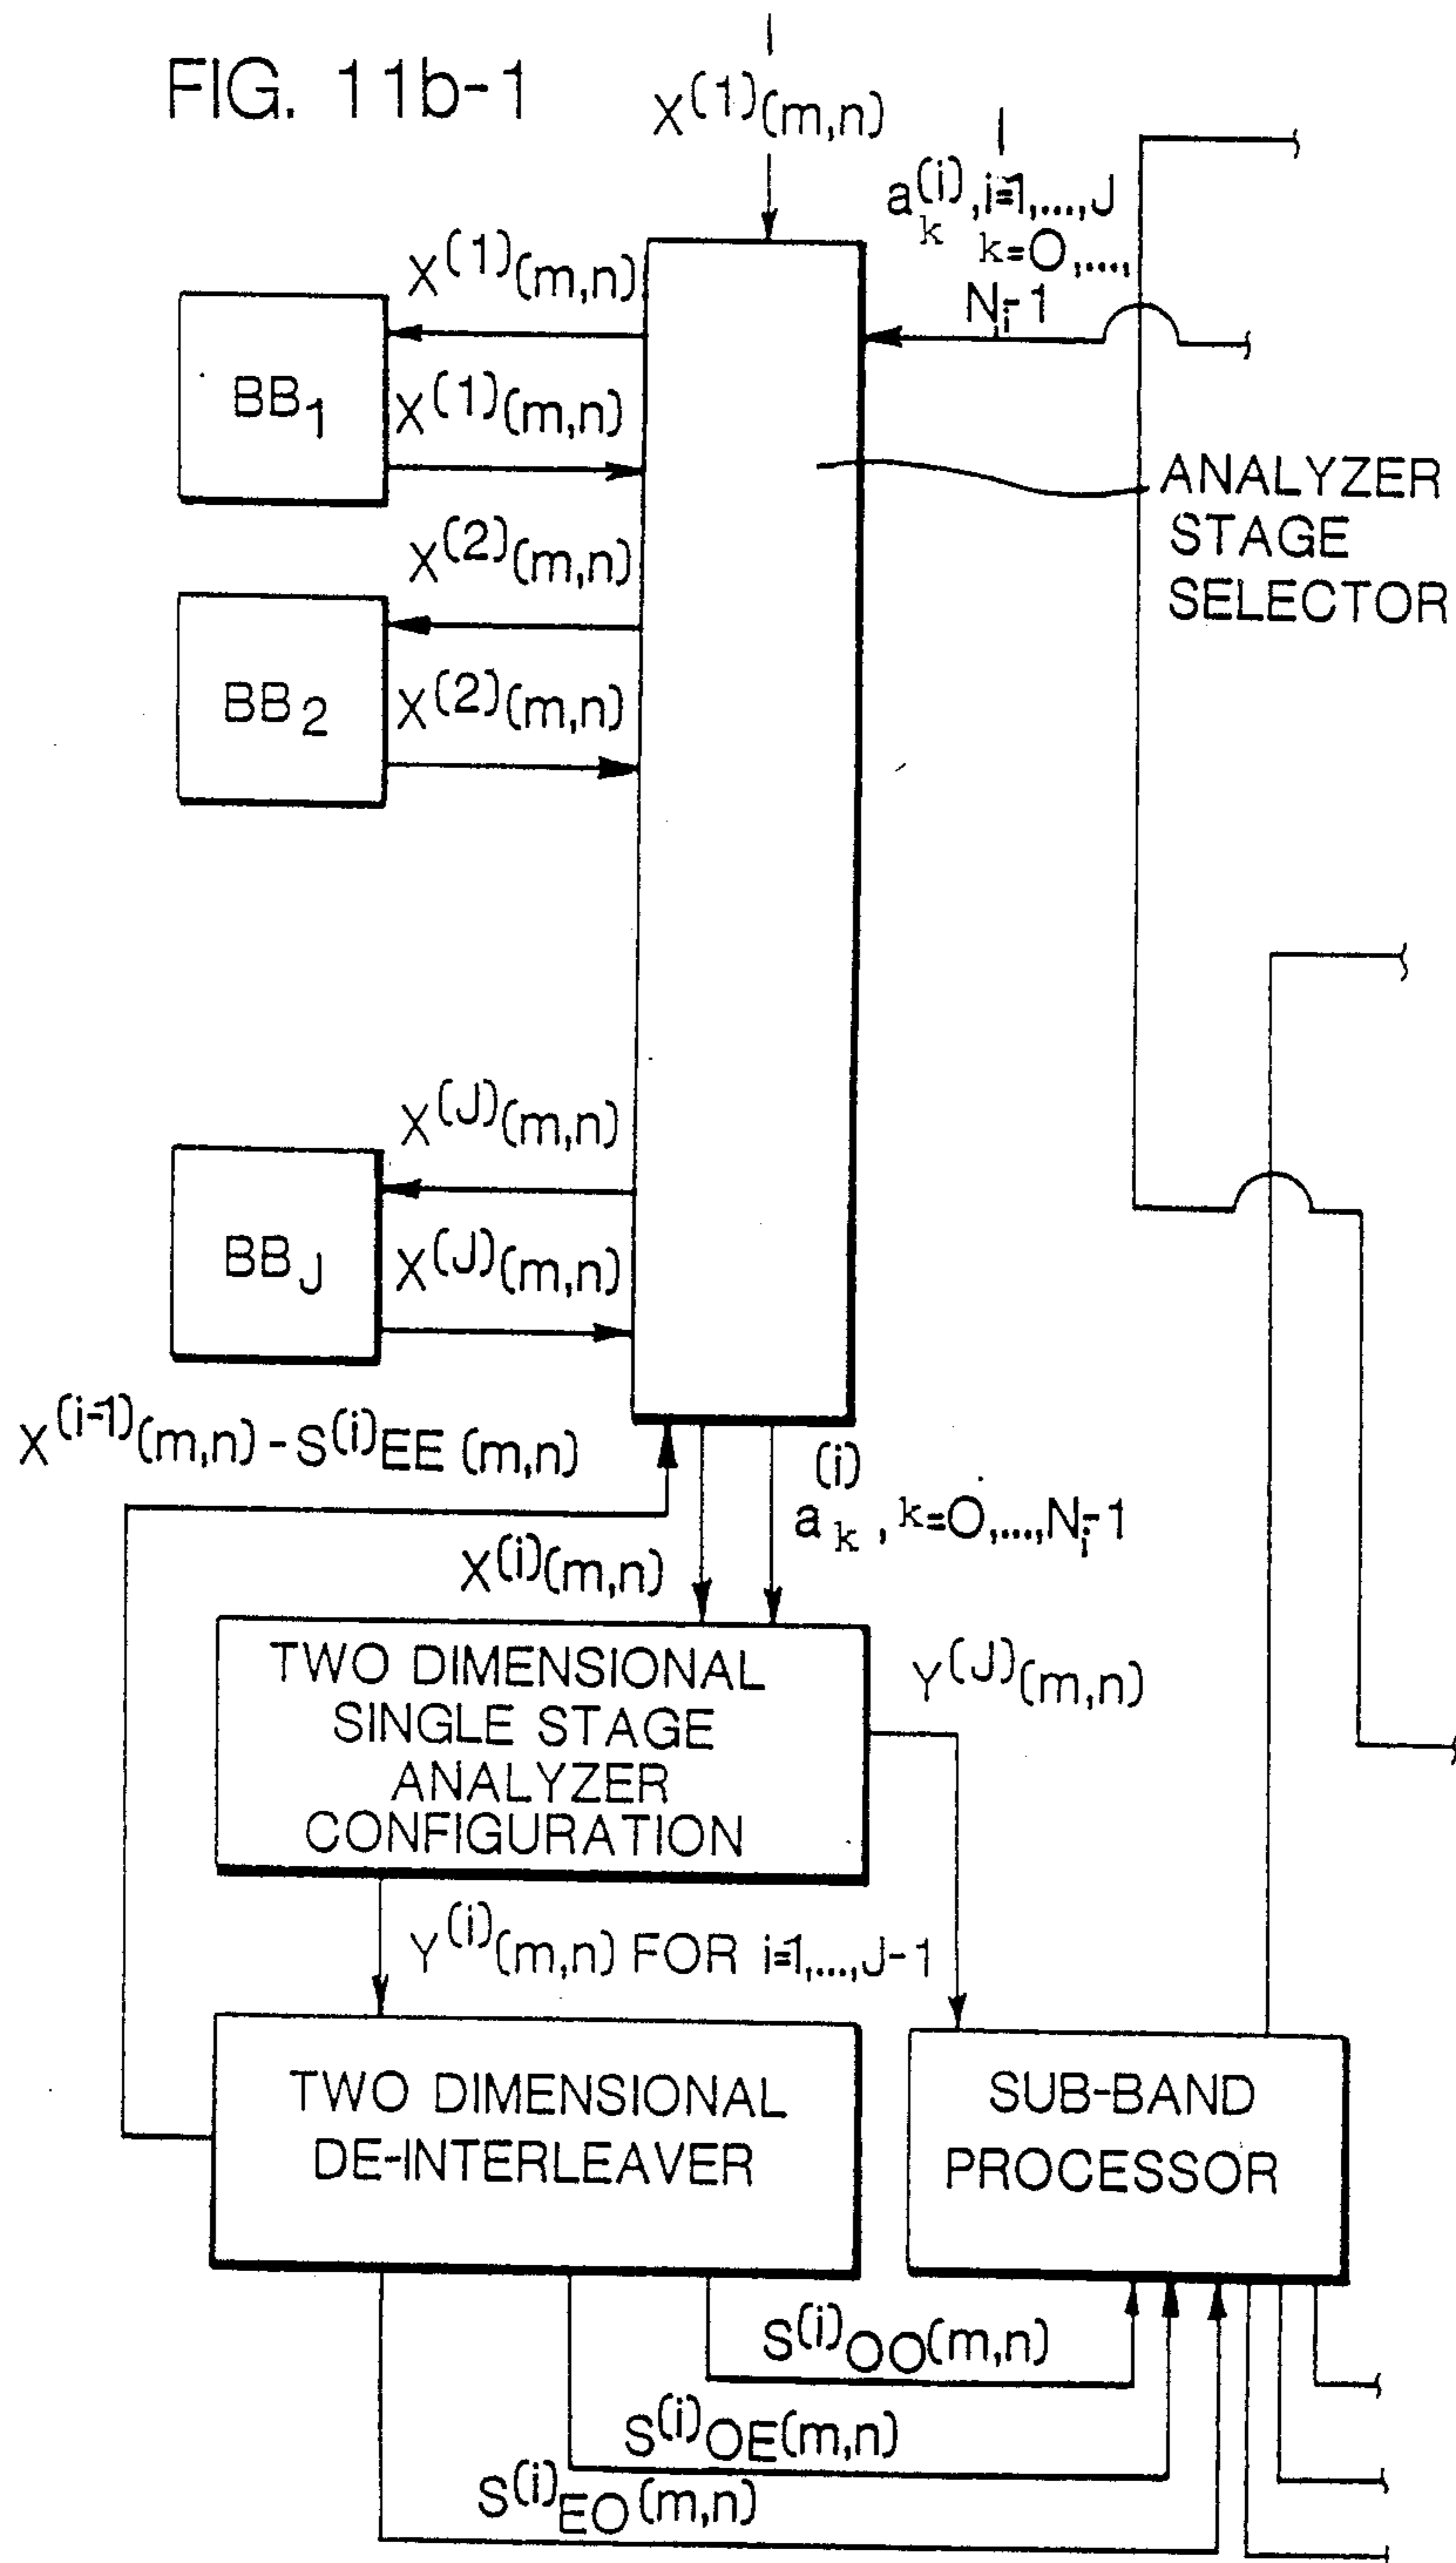 FIG. 11b-1
X(1)(m,n)
a(i)k, i=1,...,J
k=0,...,
Ni-1
X(1)(m,n)
BB1
X(1)(m,n)
ANALYZER
STAGE
SELECTOR
X(2)(m,n)
BB2
X(2)(m,n)
X(J)(m,n)
BBJ
X(J)(m,n)
X(i-1)(m,n) - S(i)EE (m,n)
a(i)k, k=0,...,Ni-1
X(i)(m,n)
TWO DIMENSIONAL
SINGLE STAGE
ANALYZER
CONFIGURATION
Y(J)(m,n)
Y(i)(m,n) FOR i=1,...,J-1
TWO DIMENSIONAL
DE-INTERLEAVER
SUB-BAND
PROCESSOR
S(i)OO(m,n)
S(i)OE(m,n)
S(i)EO(m,n)